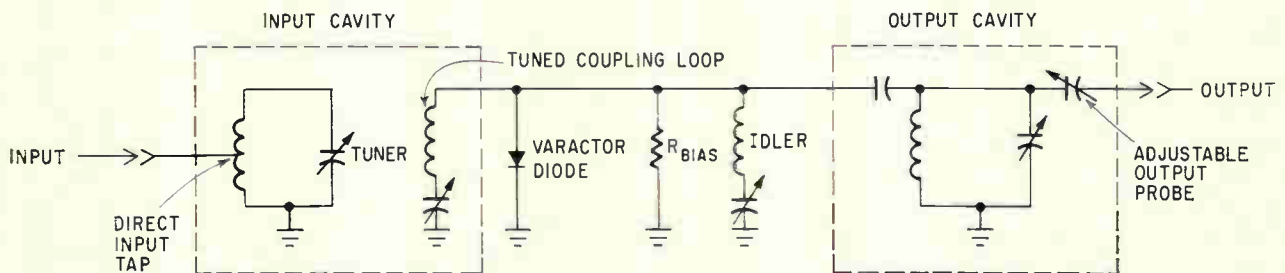 INPUT CAVITY
OUTPUT CAVITY
TUNED COUPLING LOOP
INPUT
TUNER
VARACTOR
DIODE
RBIAS
IDLER
OUTPUT
ADJUSTABLE
OUTPUT
PROBE
DIRECT
INPUT
TAP